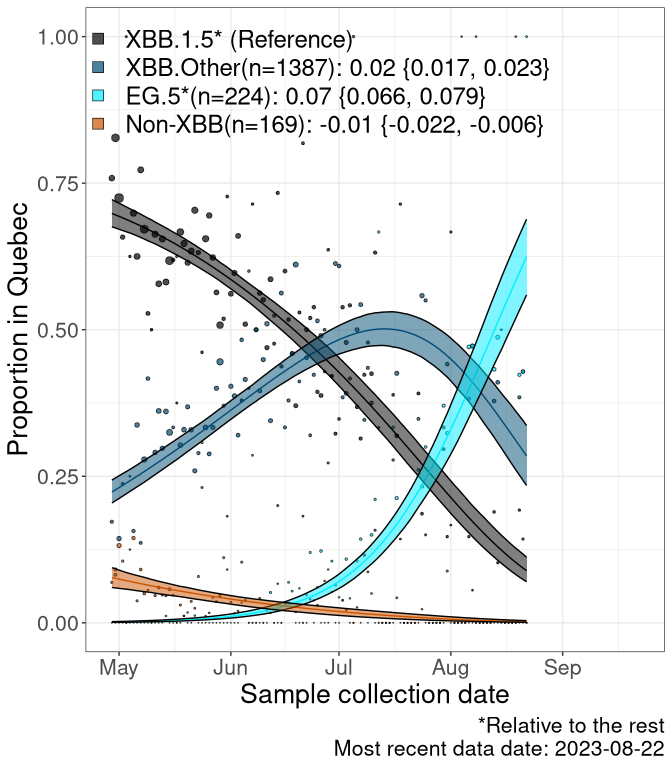 1.00
XBB.1.5* (Reference)
XBB.Other(n=1387): 0.02 {0.017, 0.023}
EG.5*(n=224): 0.07 {0.066, 0.079}
Non-XBB(n=169): -0.01 {-0.022, -0.006}
0.75
0.50
0.25
0.00
Proportion in Quebec
May Jun Jul Aug Sep
Sample collection date
*Relative to the rest
Most recent data date: 2023-08-22